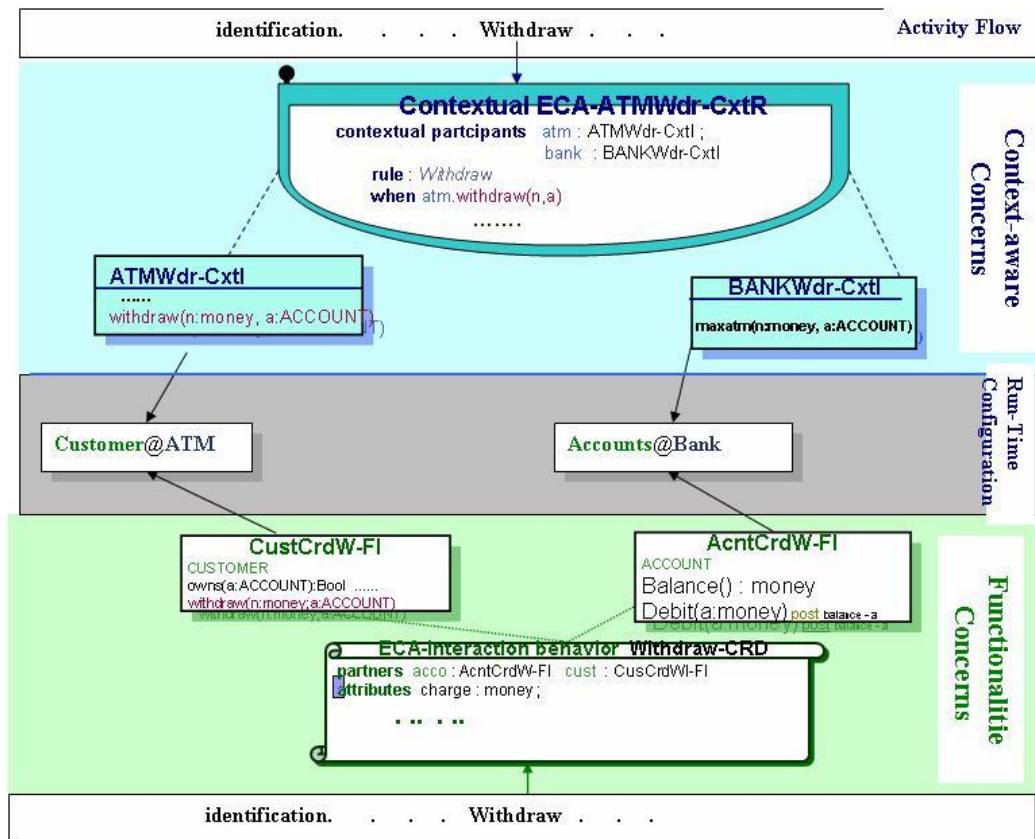 identification. . . . Withdraw . . .
Activity Flow
Contextual ECA-ATMWdr-CxtR
contextual partcipants atm : ATMWdr-CxtI ;
bank : BANKWdr-CxtI
rule : Withdraw
when atm.withdraw(n,a)
.......
Context-aware
Concerns
ATMWdr-CxtI
......
withdraw(n:money, a:ACCOUNT)
BANKWdr-CxtI
maxatm(n:money, a:ACCOUNT)
Run-Time
Configuration
Customer@ATM
Accounts@Bank
CustCrdW-FI
CUSTOMER
owns(a:ACCOUNT):Bool ......
withdraw(n:money;a:ACCOUNT)
AcntCrdW-FI
ACCOUNT
Balance() : money
Debit(a:money) post balance - a
Functionalitie
Concerns
ECA-interaction behavior Withdraw-CRD
partners acco : AcntCrdW-FI cust : CusCrdWI-FI
attributes charge : money ;
. .. . ..
identification. . . . Withdraw . . .